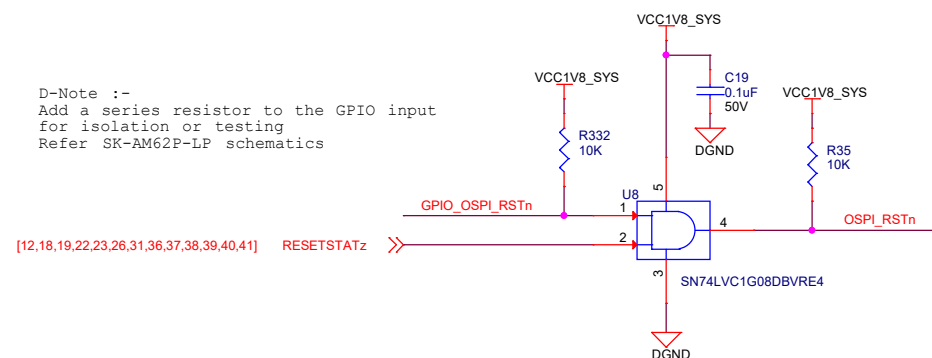 VCC1V8_SYS
D-Note :-
Add a series resistor to the GPIO input
for isolation or testing
Refer SK-AM62P-LP schematics
VCC1V8_SYS
C19
0.1uF
50V
VCC1V8_SYS
R332
10K
DGND
R35
10K
U8
5
GPIO_OSPI_RSTn
1
4
OSPI_RSTn
[12,18,19,22,23,26,31,36,37,38,39,40,41]
RESETSTATz
2
3
SN74LVC1G08DBVRE4
DGND